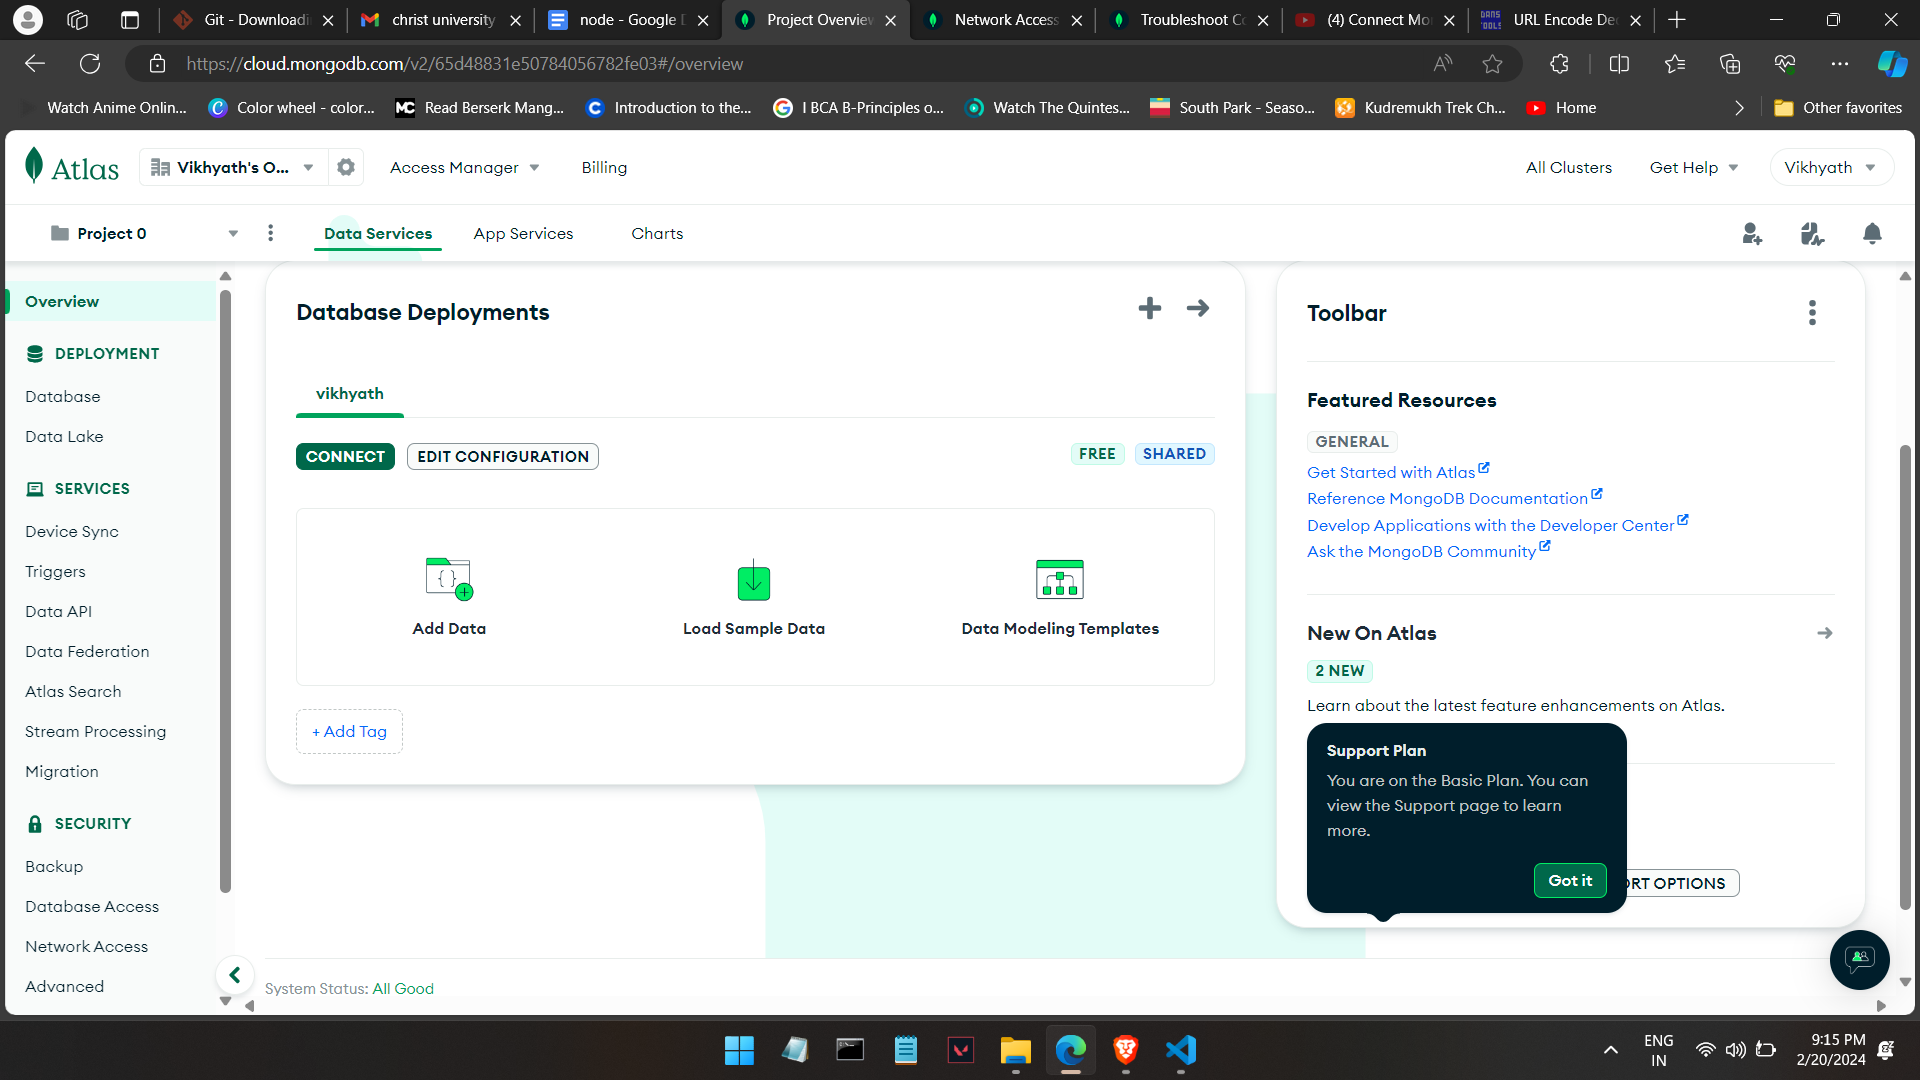 Git - Downloadi
christ university
node - Google D
Project Overview
Network Access
Troubleshoot Co
(4) Connect Mo
URL Encode Dec
https://cloud.mongodb.com/v2/65d48831e50784056782fe03#/overview
Watch Anime Onlin...
Color wheel - color...
Read Berserk Mang...
Introduction to the...
I BCA B-Principles o...
Watch The Quintes...
South Park - Seaso...
Kudremukh Trek Ch...
Home
Other favorites
Atlas
Vikhyath's O...
Access Manager
Billing
All Clusters
Get Help
Vikhyath
Project 0
Data Services
App Services
Charts
Overview
DEPLOYMENT
Database
Data Lake
SERVICES
Device Sync
Triggers
Data API
Data Federation
Atlas Search
Stream Processing
Migration
SECURITY
Backup
Database Access
Network Access
Advanced
Database Deployments
vikhyath
CONNECT
EDIT CONFIGURATION
FREE
SHARED
Add Data
Load Sample Data
Data Modeling Templates
+ Add Tag
System Status: All Good
Toolbar
Featured Resources
GENERAL
Get Started with Atlas
Reference MongoDB Documentation
Develop Applications with the Developer Center
Ask the MongoDB Community
New On Atlas
2 NEW
Learn about the latest feature enhancements on Atlas.
Support Plan
You are on the Basic Plan. You can
view the Support page to learn
more.
Got it
ORT OPTIONS
ENG
IN
9:15 PM
2/20/2024